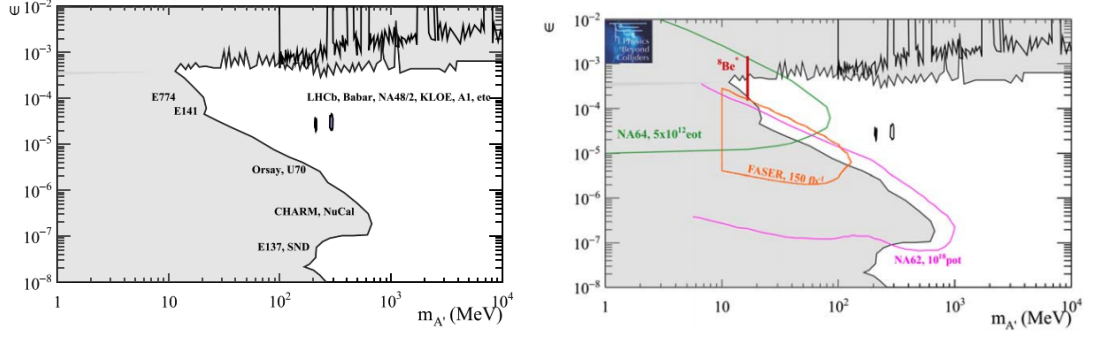 ϵ
10⁻²
10⁻³
10⁻⁴
10⁻⁵
10⁻⁶
10⁻⁷
10⁻⁸
E774
E141
LHCb, Babar, NA48/2, KLOE, A1, etc
Orsay, U70
CHARM, NuCal
E137, SND
1
10
10²
10³
10⁴
m_A' (MeV)
ϵ
10⁻²
10⁻³
10⁻⁴
10⁻⁵
10⁻⁶
10⁻⁷
10⁻⁸
Physics
Beyond
Colliders
⁸Be*
NA64, 5x10¹²eot
FASER, 150 fb⁻¹
NA62, 10¹⁸pot
1
10
10²
10³
10⁴
m_A' (MeV)